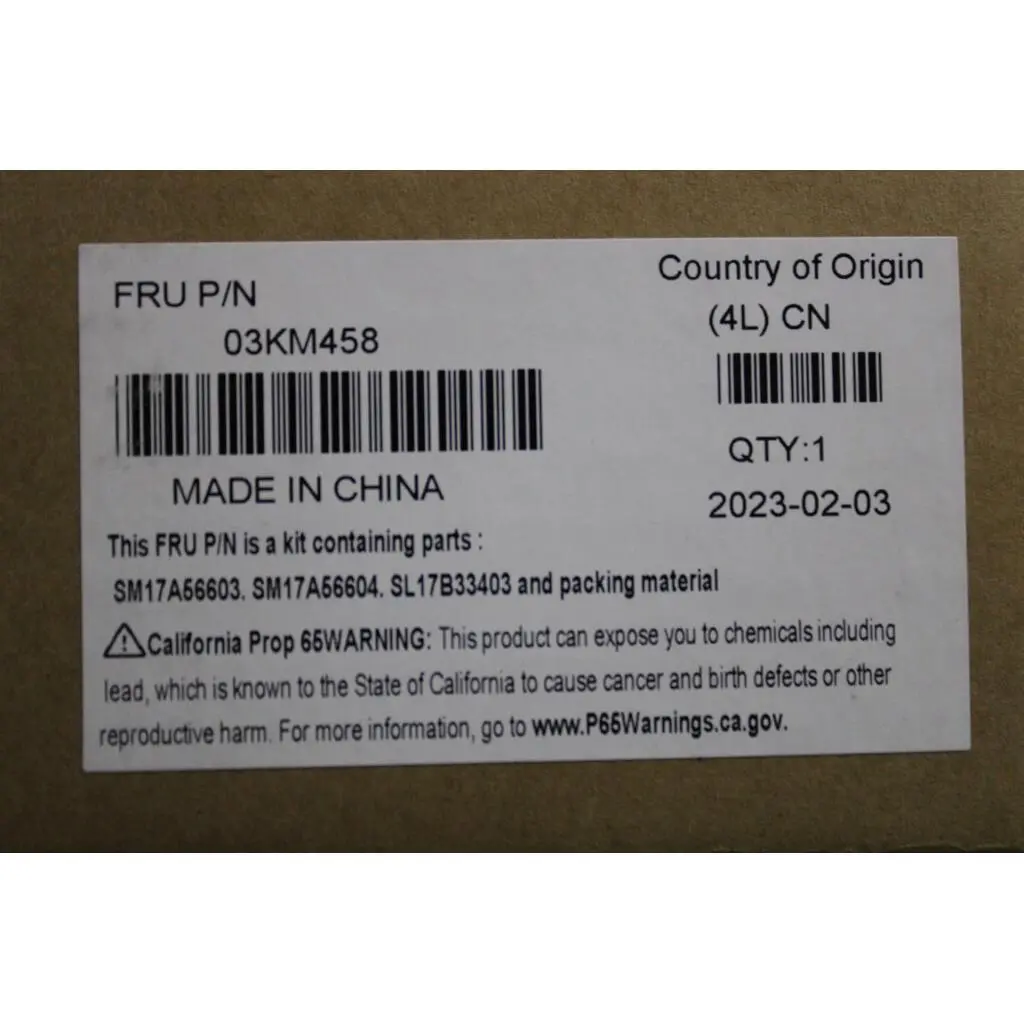 FRU P/N
03KM458
MADE IN CHINA
Country of Origin
(4L) CN
QTY:1
2023-02-03
This FRU P/N is a kit containing parts :
SM17A56603, SM17A56604, SL17B33403 and packing material
⚠California Prop 65WARNING: This product can expose you to chemicals including
lead, which is known to the State of California to cause cancer and birth defects or other
reproductive harm. For more information, go to www.P65Warnings.ca.gov.